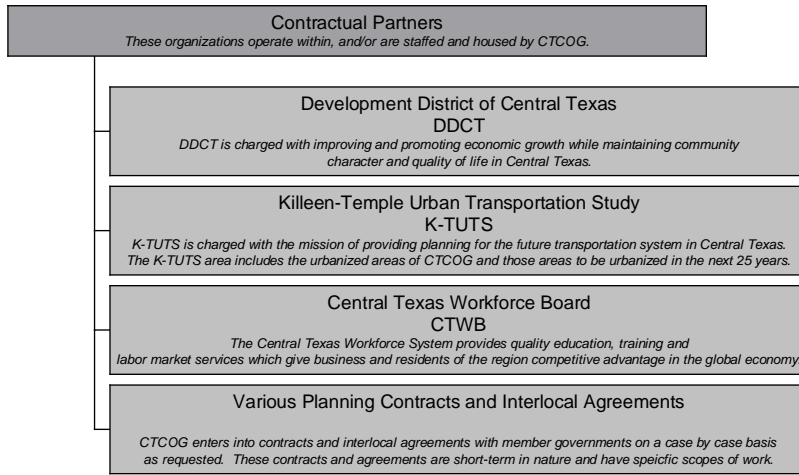 Contractual Partners
These organizations operate within, and/or are staffed and housed by CTCOG.
Development District of Central Texas
DDCT
DDCT is charged with improving and promoting economic growth while maintaining community
character and quality of life in Central Texas.
Killeen-Temple Urban Transportation Study
K-TUTS
K-TUTS is charged with the mission of providing planning for the future transportation system in Central Texas.
The K-TUTS area includes the urbanized areas of CTCOG and those areas to be urbanized in the next 25 years.
Central Texas Workforce Board
CTWB
The Central Texas Workforce System provides quality education, training and
labor market services which give business and residents of the region competitive advantage in the global economy.
Various Planning Contracts and Interlocal Agreements
CTCOG enters into contracts and interlocal agreements with member governments on a case by case basis
as requested. These contracts and agreements are short-term in nature and have speicfic scopes of work.